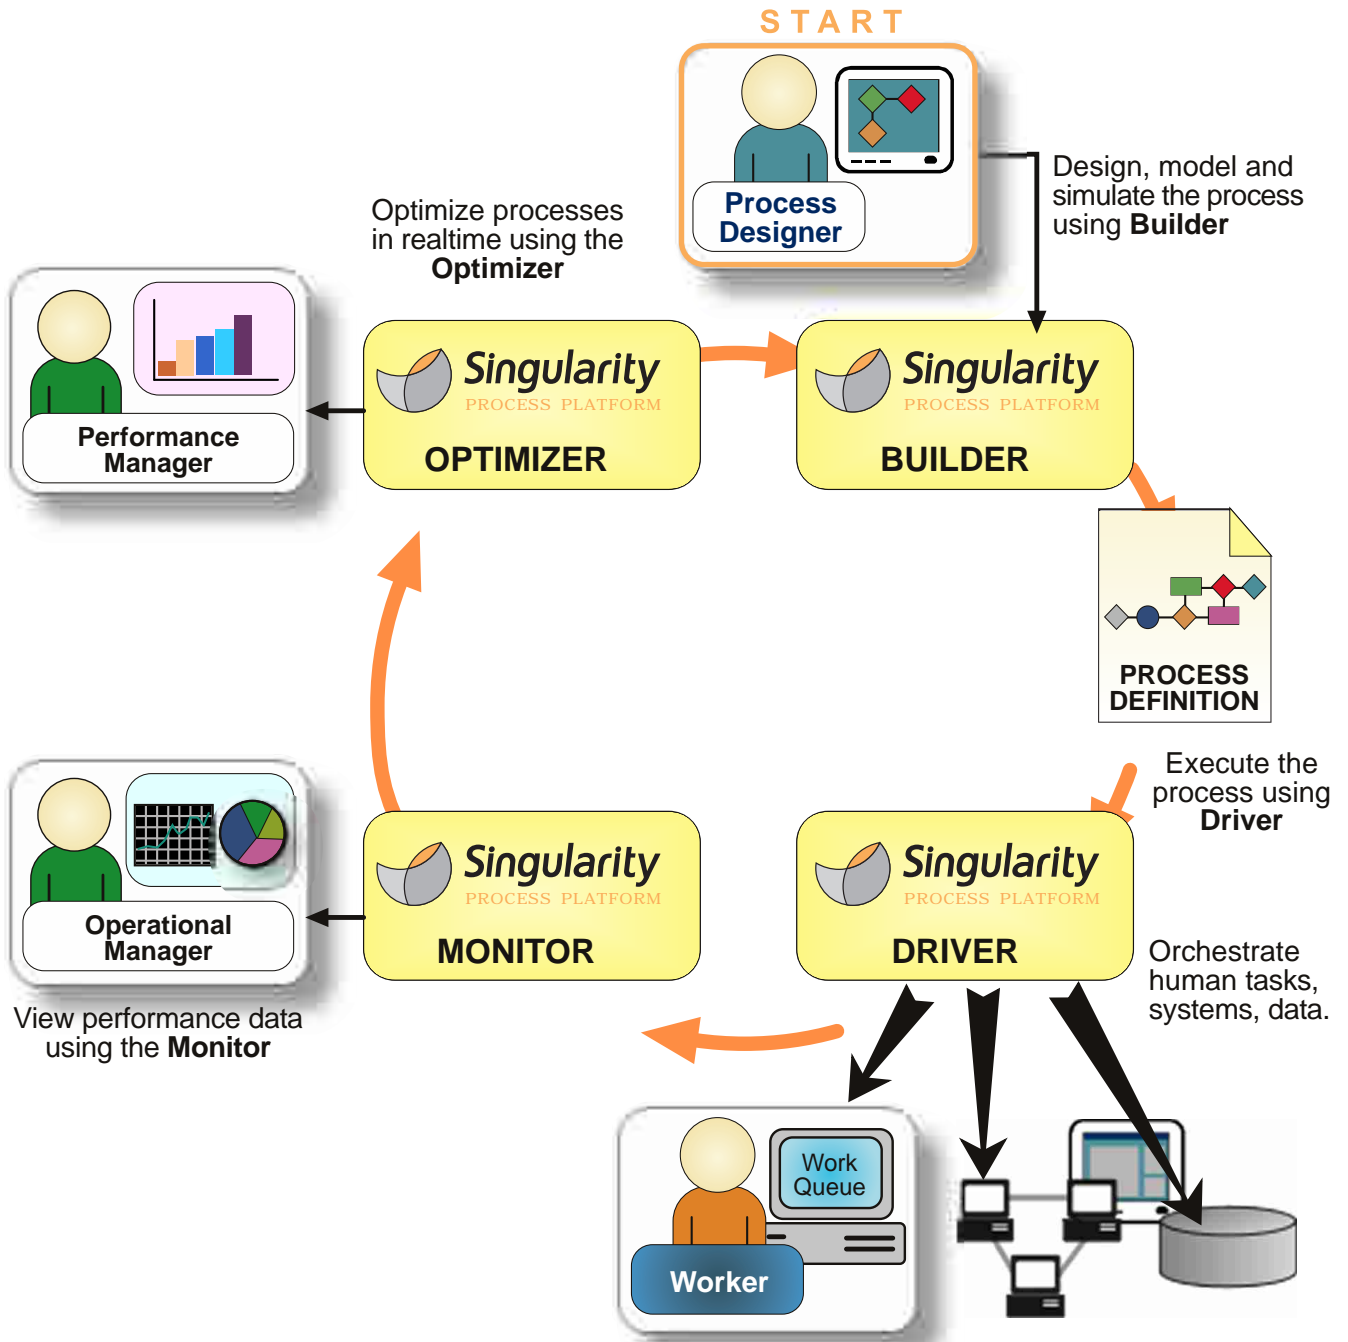 START
Process
Designer
Design, model and
simulate the process
using Builder
Optimize processes
in realtime using the
Optimizer
Performance
Manager
Singularity
PROCESS PLATFORM
OPTIMIZER
Singularity
PROCESS PLATFORM
BUILDER
PROCESS
DEFINITION
Execute the
process using
Driver
Operational
Manager
View performance data
using the Monitor
Singularity
PROCESS PLATFORM
MONITOR
Singularity
PROCESS PLATFORM
DRIVER
Orchestrate
human tasks,
systems, data.
Work
Queue
Worker